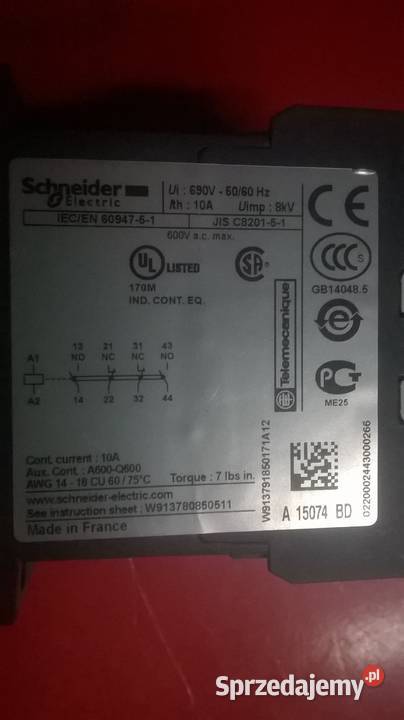 Schneider Electric
Ui : 690V - 50/60 Hz
Ith : 10A Uimp : 8kV
IEC/EN 60947-5-1 JIS C8201-5-1
600V a.c. max.
CE
UL LISTED
170M
IND. CONT. EQ.
CCC S
GB14048.5
Telemecanique
ME25
13 21 31 43
A1 NO NC NC NO
A2 14 22 32 44
Cont. current : 10A
Aux. Cont. : A600-Q600
AWG 14 - 18 CU 60 / 75°C Torque : 7 lbs in.
www.schneider-electric.com
See instruction sheet : W913780850511
Made in France
W913791850171A12
A 15074 BD
0220002443000266
Sprzedajemy.pl